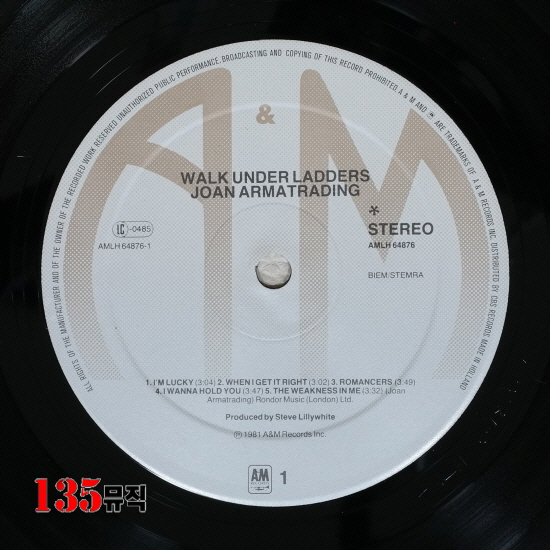 ALL RIGHTS OF THE MANUFACTURER AND OF THE OWNER OF THE RECORDED WORK RESERVED UNAUTHORIZED PUBLIC PERFORMANCE, BROADCASTING AND COPYING OF THIS RECORD PROHIBITED A & M AND ARE TRADEMARKS OF A & M RECORDS INC. DISTRIBUTED BY CBS RECORDS MADE IN HOLLAND
A & M
WALK UNDER LADDERS
JOAN ARMATRADING
LC-0485
AMLH 64876-1
*
STEREO
AMLH 64876
BIEM/STEMRA
1. I'M LUCKY (3:04) 2. WHEN I GET IT RIGHT (3:02) 3. ROMANCERS (3:49)
4. I WANNA HOLD YOU (3:47) 5. THE WEAKNESS IN ME (3:32) (Joan
Armatrading) Rondor Music (London) Ltd.
Produced by Steve Lillywhite
℗ 1981 A&M Records Inc.
A&M
1
135뮤직